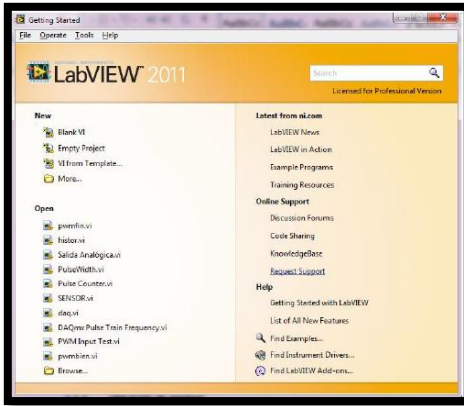 Getting Started
File Operate Tools Help
LabVIEW™ 2011
Search
Licensed for Professional Version
New
Blank VI
Empty Project
VI from Template...
More...
Open
pwmfin.vi
histor.vi
Salida Analógica.vi
PulseWidth.vi
Pulse Counter.vi
SENSOR.vi
daq.vi
DAQmx Pulse Train Frequency.vi
PWM Input Test.vi
pwmbien.vi
Browse...
Latest from ni.com
LabVIEW News
LabVIEW in Action
Example Programs
Training Resources
Online Support
Discussion Forums
Code Sharing
KnowledgeBase
Request Support
Help
Getting Started with LabVIEW
List of All New Features
Find Examples...
Find Instrument Drivers...
Find LabVIEW Add-ons...